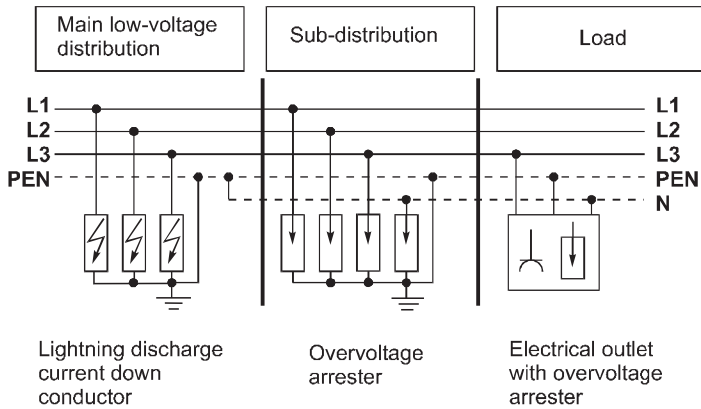 Main low-voltage
distribution
Sub-distribution
Load
L1
L1
L2
L2
L3
L3
PEN
PEN
N
Lightning discharge
current down
conductor
Overvoltage
arrester
Electrical outlet
with overvoltage
arrester